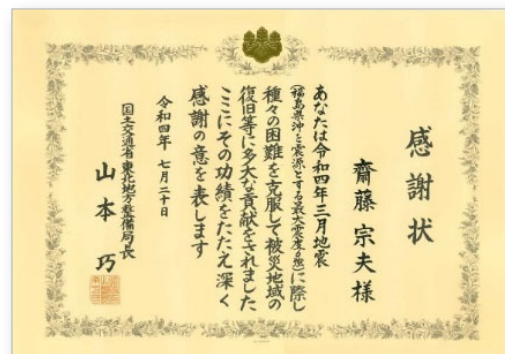 感謝状
齋藤宗夫様
あなたは令和四年三月地震
(福島県沖を震源とする最大震度6強)に際し
種々の困難を克服して被災地域の
復旧等に多大な貢献をされました
ここにその功績をたたえ深く
感謝の意を表します
令和四年 七月二十日
国土交通省東北地方整備局長
山本 巧